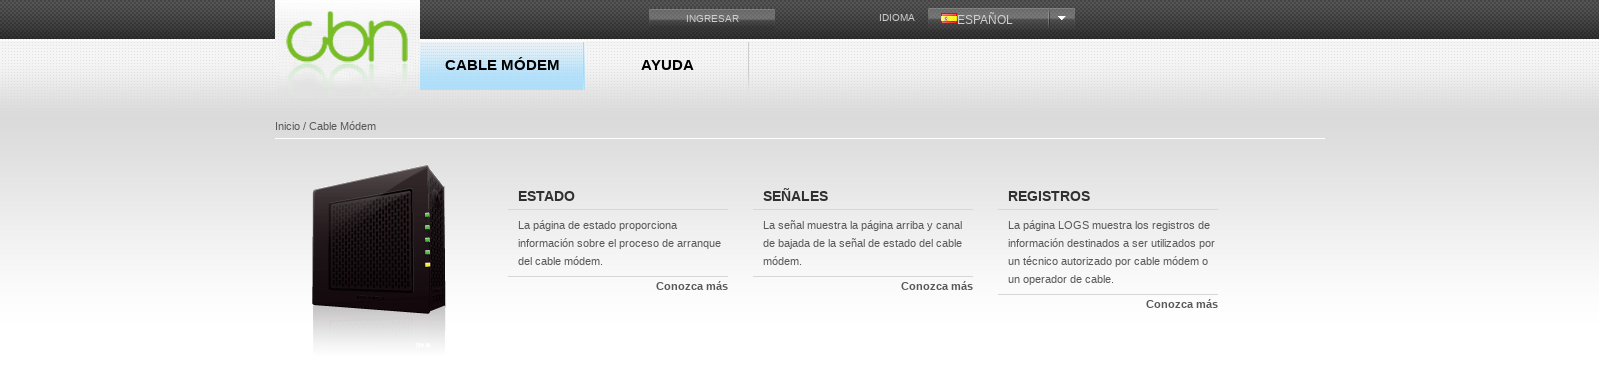 cbn
INGRESAR
IDIOMA
ESPAÑOL
CABLE MÓDEM
AYUDA
Inicio / Cable Módem
ESTADO
La página de estado proporciona
información sobre el proceso de arranque
del cable módem.
Conozca más
SEÑALES
La señal muestra la página arriba y canal
de bajada de la señal de estado del cable
módem.
Conozca más
REGISTROS
La página LOGS muestra los registros de
información destinados a ser utilizados por
un técnico autorizado por cable módem o
un operador de cable.
Conozca más